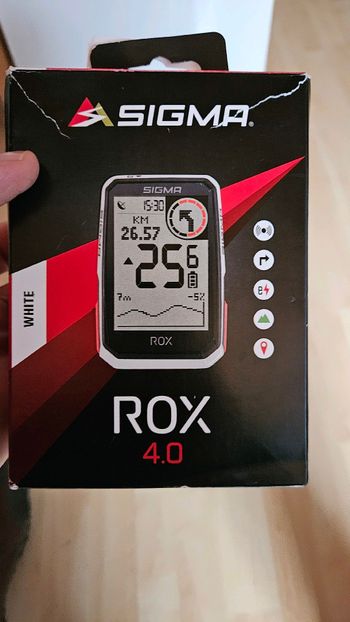 SIGMA
SIGMA
15:30
KM
26.57
25 6
7m
-5%
ROX
WHITE
ROX
4.0